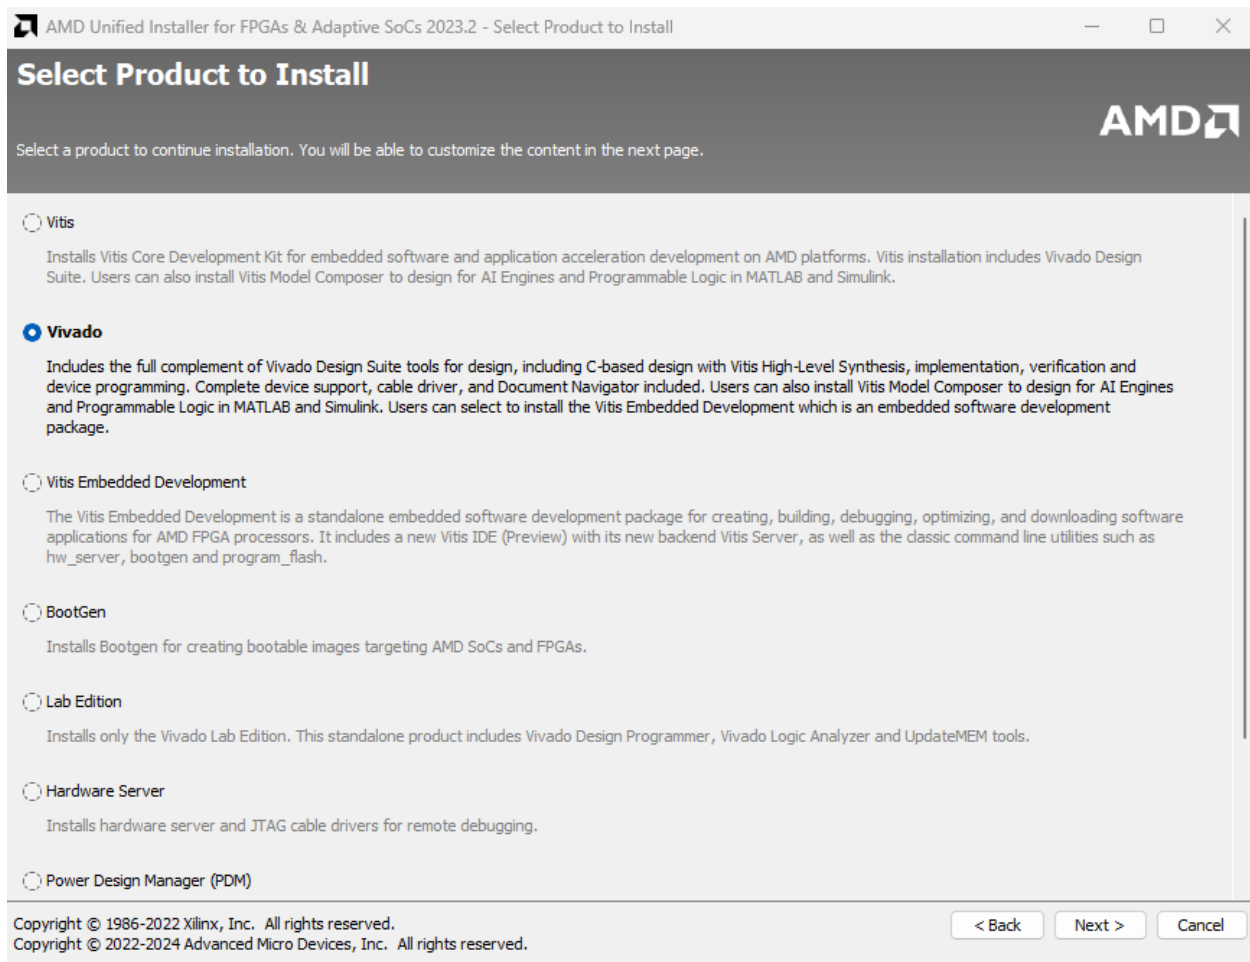 AMD Unified Installer for FPGAs & Adaptive SoCs 2023.2 - Select Product to Install
Select Product to Install
AMD
Select a product to continue installation. You will be able to customize the content in the next page.
Vitis
Installs Vitis Core Development Kit for embedded software and application acceleration development on AMD platforms. Vitis installation includes Vivado Design
Suite. Users can also install Vitis Model Composer to design for AI Engines and Programmable Logic in MATLAB and Simulink.
Vivado
Includes the full complement of Vivado Design Suite tools for design, including C-based design with Vitis High-Level Synthesis, implementation, verification and
device programming. Complete device support, cable driver, and Document Navigator included. Users can also install Vitis Model Composer to design for AI Engines
and Programmable Logic in MATLAB and Simulink. Users can select to install the Vitis Embedded Development which is an embedded software development
package.
Vitis Embedded Development
The Vitis Embedded Development is a standalone embedded software development package for creating, building, debugging, optimizing, and downloading software
applications for AMD FPGA processors. It includes a new Vitis IDE (Preview) with its new backend Vitis Server, as well as the classic command line utilities such as
hw_server, bootgen and program_flash.
BootGen
Installs Bootgen for creating bootable images targeting AMD SoCs and FPGAs.
Lab Edition
Installs only the Vivado Lab Edition. This standalone product includes Vivado Design Programmer, Vivado Logic Analyzer and UpdateMEM tools.
Hardware Server
Installs hardware server and JTAG cable drivers for remote debugging.
Power Design Manager (PDM)
Copyright © 1986-2022 Xilinx, Inc. All rights reserved.
Copyright © 2022-2024 Advanced Micro Devices, Inc. All rights reserved.
< Back
Next >
Cancel